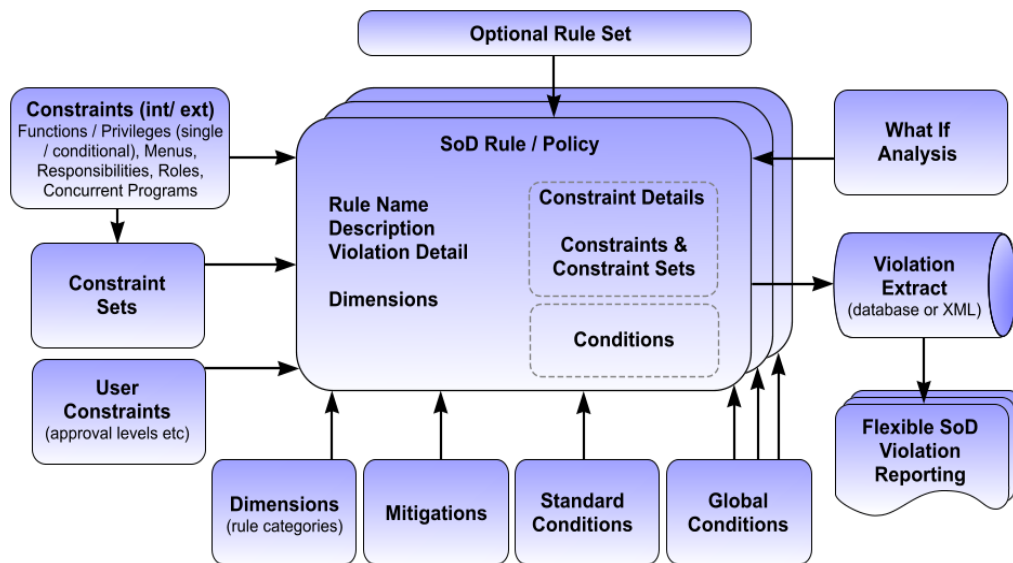 Optional Rule Set
Constraints (int/ ext)
Functions / Privileges (single
/ conditional), Menus,
Responsibilities, Roles,
Concurrent Programs
SoD Rule / Policy
What If
Analysis
Rule Name
Description
Violation Detail
Dimensions
Constraint Details
Constraints &
Constraint Sets
Conditions
Constraint
Sets
Violation
Extract
(database or XML)
User
Constraints
(approval levels etc)
Flexible SoD
Violation
Reporting
Dimensions
(rule categories)
Mitigations
Standard
Conditions
Global
Conditions